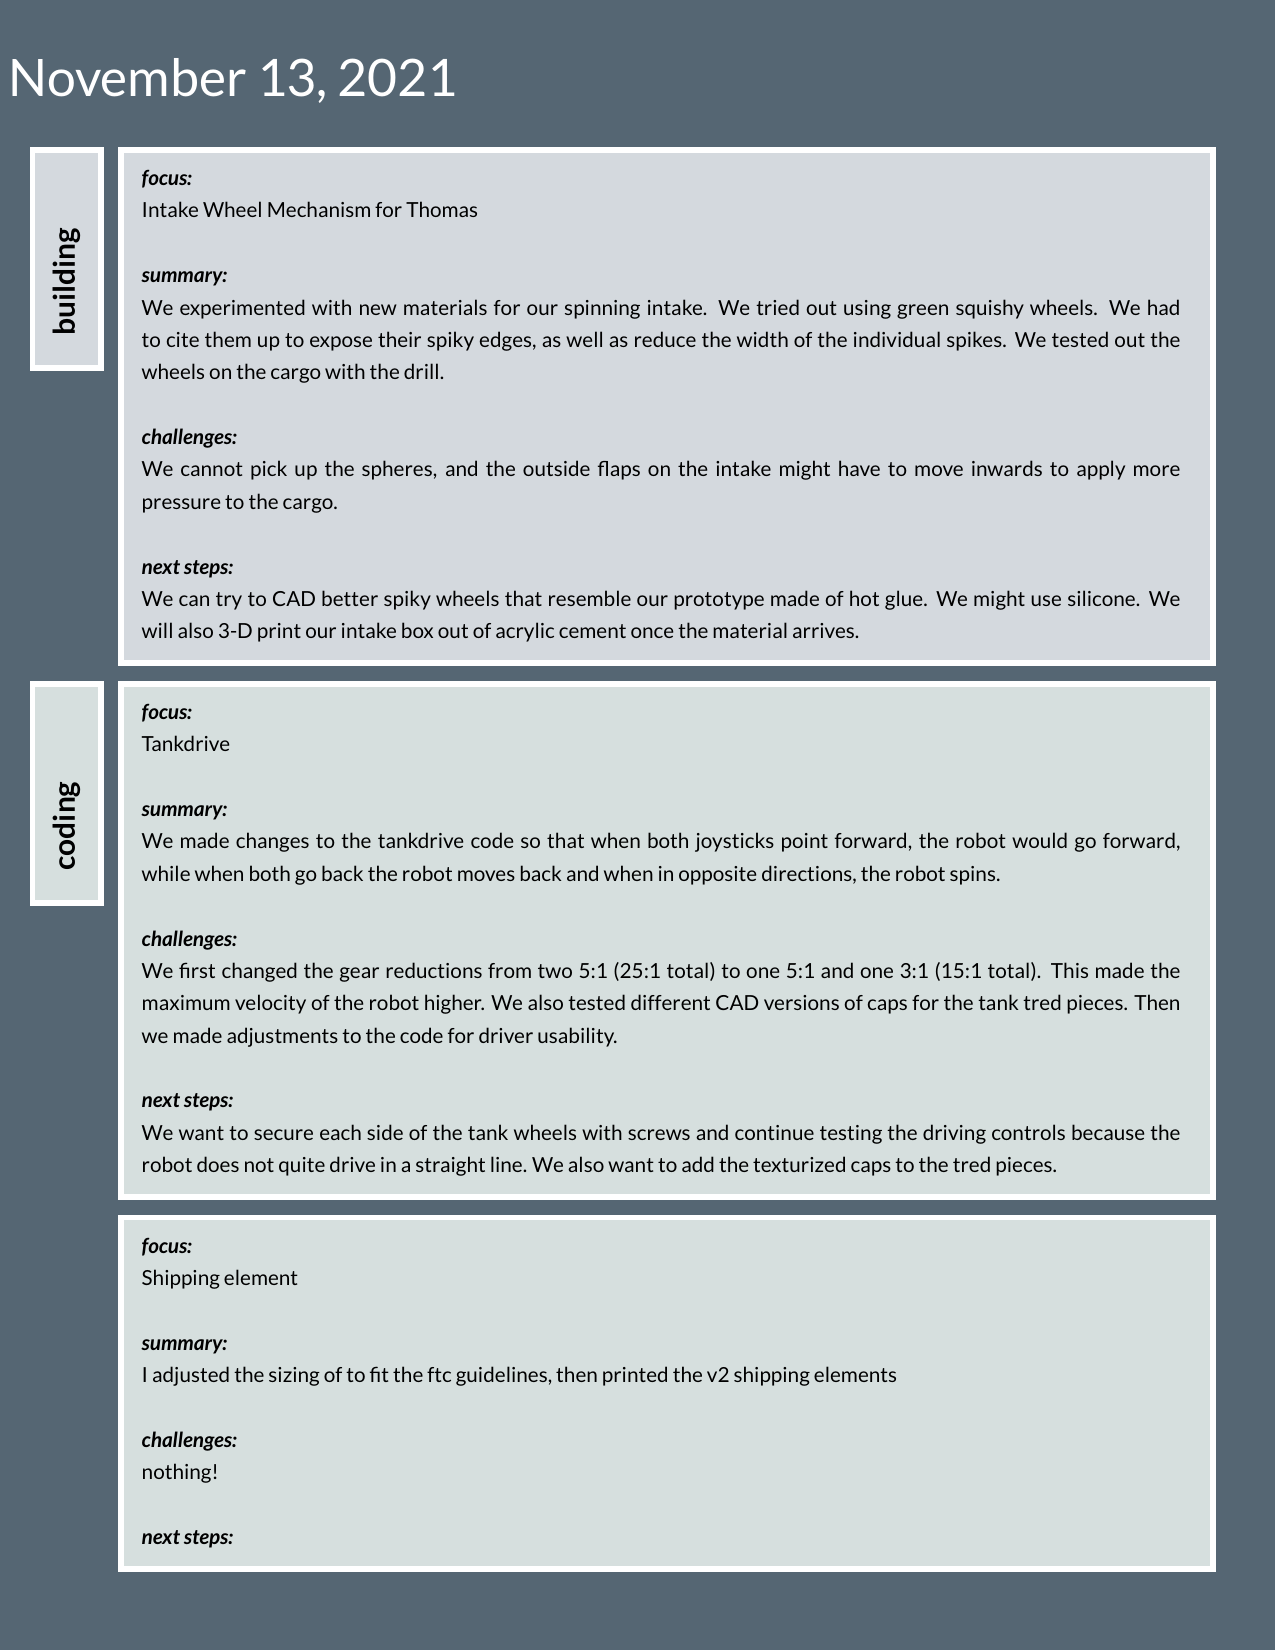 November 13, 2021
building
focus:
Intake Wheel Mechanism for Thomas
summary:
We experimented with new materials for our spinning intake. We tried out using green squishy wheels. We had
to cite them up to expose their spiky edges, as well as reduce the width of the individual spikes. We tested out the
wheels on the cargo with the drill.
challenges:
We cannot pick up the spheres, and the outside flaps on the intake might have to move inwards to apply more
pressure to the cargo.
next steps:
We can try to CAD better spiky wheels that resemble our prototype made of hot glue. We might use silicone. We
will also 3-D print our intake box out of acrylic cement once the material arrives.
coding
focus:
Tankdrive
summary:
We made changes to the tankdrive code so that when both joysticks point forward, the robot would go forward,
while when both go back the robot moves back and when in opposite directions, the robot spins.
challenges:
We first changed the gear reductions from two 5:1 (25:1 total) to one 5:1 and one 3:1 (15:1 total). This made the
maximum velocity of the robot higher. We also tested different CAD versions of caps for the tank tred pieces. Then
we made adjustments to the code for driver usability.
next steps:
We want to secure each side of the tank wheels with screws and continue testing the driving controls because the
robot does not quite drive in a straight line. We also want to add the texturized caps to the tred pieces.
focus:
Shipping element
summary:
I adjusted the sizing of to fit the ftc guidelines, then printed the v2 shipping elements
challenges:
nothing!
next steps: